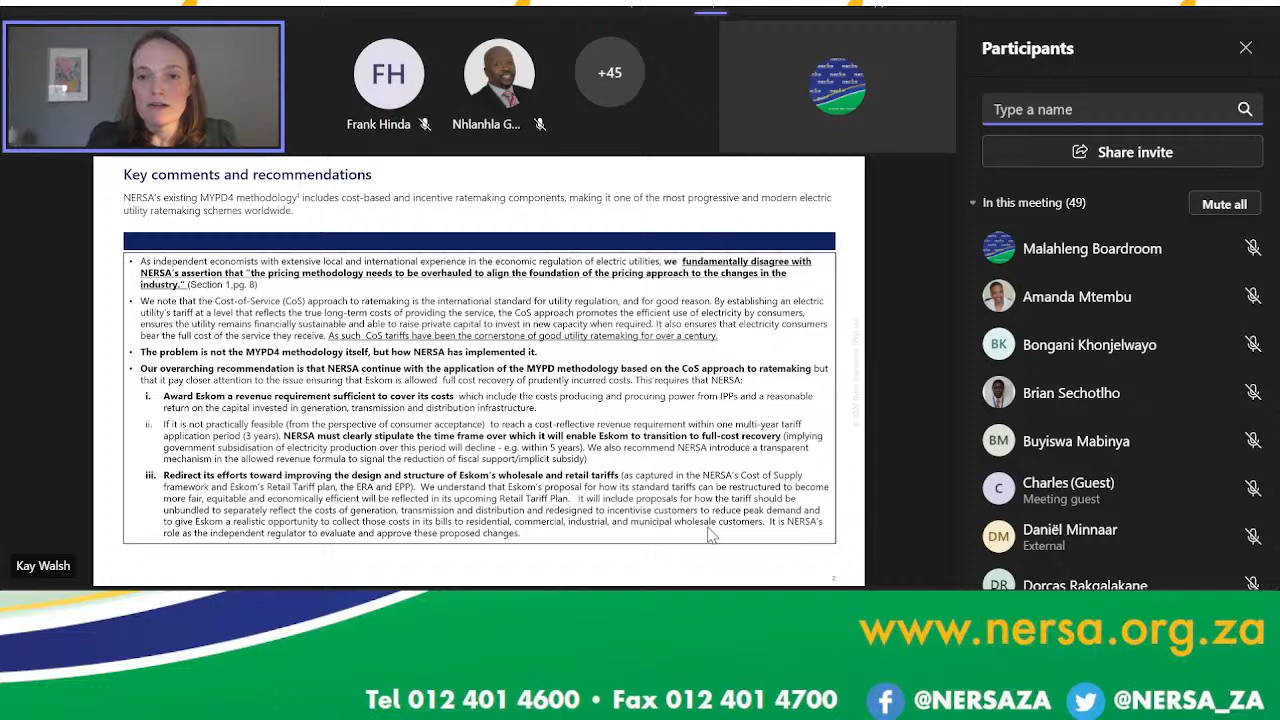 FH
+45
Frank Hinda
Nhlanhla G...
Kay Walsh
Key comments and recommendations
NERSA's existing MYPD4 methodology¹ includes cost-based and incentive ratemaking components, making it one of the most progressive and modern electric
utility ratemaking schemes worldwide.
• As independent economists with extensive local and international experience in the economic regulation of electric utilities, we fundamentally disagree with
NERSA's assertion that "the pricing methodology needs to be overhauled to align the foundation of the pricing approach to the changes in the
industry." (Section 1,pg. 8)
• We note that the Cost-of-Service (CoS) approach to ratemaking is the international standard for utility regulation, and for good reason. By establishing an electric
utility's tariff at a level that reflects the true long-term costs of providing the service, the CoS approach promotes the efficient use of electricity by consumers,
ensures the utility remains financially sustainable and able to raise private capital to invest in new capacity when required. It also ensures that electricity consumers
bear the full cost of the service they receive. As such CoS tariffs have been the cornerstone of good utility ratemaking for over a century.
• The problem is not the MYPD4 methodology itself, but how NERSA has implemented it.
• Our overarching recommendation is that NERSA continue with the application of the MYPD methodology based on the CoS approach to ratemaking but
that it pay closer attention to the issue ensuring that Eskom is allowed full cost recovery of prudently incurred costs. This requires that NERSA:
i. Award Eskom a revenue requirement sufficient to cover its costs which include the costs producing and procuring power from IPPs and a reasonable
return on the capital invested in generation, transmission and distribution infrastructure.
ii. If it is not practically feasible (from the perspective of consumer acceptance) to reach a cost-reflective revenue requirement within one multi-year tariff
application period (3 years). NERSA must clearly stipulate the time frame over which it will enable Eskom to transition to full-cost recovery (implying
government subsidisation of electricity production over this period will decline - e.g. within 5 years). We also recommend NERSA introduce a transparent
mechanism in the allowed revenue formula to signal the reduction of fiscal support/implicit subsidy)
iii. Redirect its efforts toward improving the design and structure of Eskom's wholesale and retail tariffs (as captured in the NERSA's Cost of Supply
framework and Eskom's Retail Tariff plan, the ERA and EPP). We understand that Eskom's proposal for how its standard tariffs can be restructured to become
more fair, equitable and economically efficient will be reflected in its upcoming Retail Tariff Plan. It will include proposals for how the tariff should be
unbundled to separately reflect the costs of generation, transmission and distribution and redesigned to incentivise customers to reduce peak demand and
to give Eskom a realistic opportunity to collect those costs in its bills to residential, commercial, industrial, and municipal wholesale customers. It is NERSA's
role as the independent regulator to evaluate and approve these proposed changes.
2
Participants
Type a name
Share invite
In this meeting (49)
Mute all
Malahleng Boardroom
Amanda Mtembu
BK Bongani Khonjelwayo
Brian Sechotlho
BM Buyiswa Mabinya
C Charles (Guest)
Meeting guest
DM Daniël Minnaar
External
DR Dorcas Rakgalakane
www.nersa.org.za
Tel 012 401 4600 • Fax 012 401 4700 @NERSAZA @NERSA_ZA